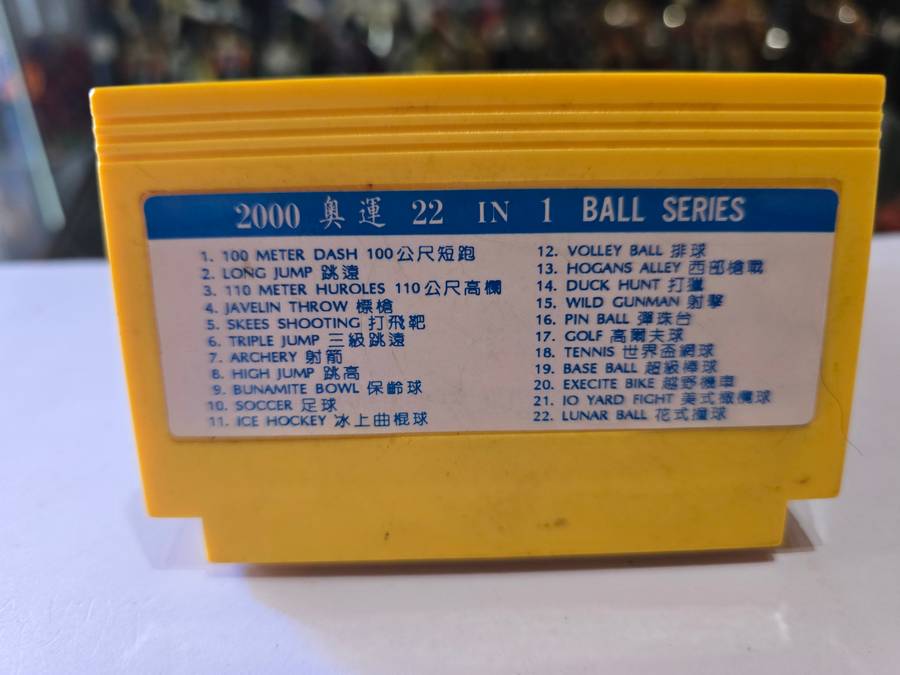 2000 奧運 22 IN 1 BALL SERIES
1. 100 METER DASH 100公尺短跑
2. LONG JUMP 跳遠
3. 110 METER HUROLES 110公尺高欄
4. JAVELIN THROW 標槍
5. SKEES SHOOTING 打飛靶
6. TRIPLE JUMP 三級跳遠
7. ARCHERY 射箭
8. HIGH JUMP 跳高
9. BUNAMITE BOWL 保齡球
10. SOCCER 足球
11. ICE HOCKEY 冰上曲棍球
12. VOLLEY BALL 排球
13. HOGANS ALLEY 西部槍戰
14. DUCK HUNT 打獵
15. WILD GUNMAN 射擊
16. PIN BALL 彈珠台
17. GOLF 高爾夫球
18. TENNIS 世界盃網球
19. BASE BALL 超級棒球
20. EXECITE BIKE 越野機車
21. IO YARD FIGHT 美式橄欖球
22. LUNAR BALL 花式撞球